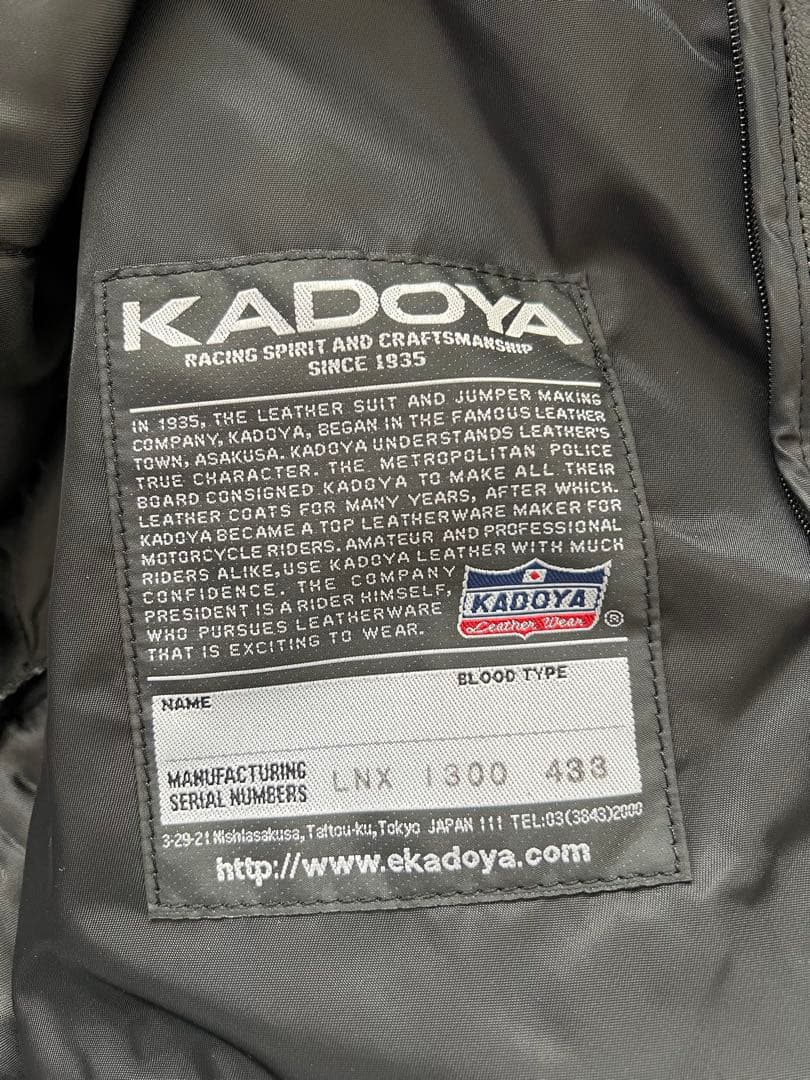 KADOYA
RACING SPIRIT AND CRAFTSMANSHIP
SINCE 1935
IN 1935, THE LEATHER SUIT AND JUMPER MAKING
COMPANY, KADOYA, BEGAN IN THE FAMOUS LEATHER
TOWN, ASAKUSA. KADOYA UNDERSTANDS LEATHER'S
TRUE CHARACTER. THE METROPOLITAN POLICE
BOARD CONSIGNED KADOYA TO MAKE ALL THEIR
LEATHER COATS FOR MANY YEARS, AFTER WHICH.
KADOYA BECAME A TOP LEATHERWARE MAKER FOR
MOTORCYCLE RIDERS. AMATEUR AND PROFESSIONAL
RIDERS ALIKE, USE KADOYA LEATHER WITH MUCH
CONFIDENCE. THE COMPANY
PRESIDENT IS A RIDER HIMSELF,
WHO PURSUES LEATHERWARE
THAT IS EXCITING TO WEAR.
KADOYA
Leather Wear ®
NAME BLOOD TYPE
MANUFACTURING
SERIAL NUMBERS LNX 1300 433
3-29-21 Nishiasakusa, Taitou-ku, Tokyo JAPAN 111 TEL:03(3843)2000
http://www.ekadoya.com